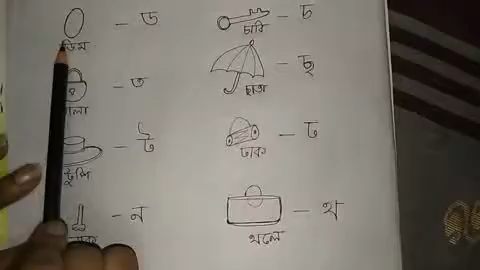 – ড
ডিম
– ত
– ট
টুপি
– ন
– চ
চাবি
– ছ
ছাতা
– ঢ
ঢাক
– থ
থলে